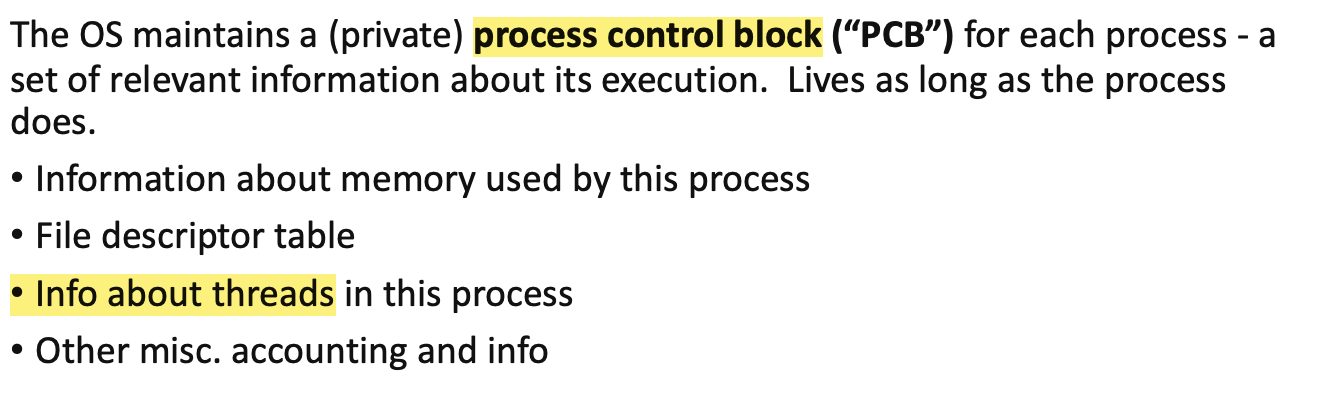 The OS maintains a (private) process control block (“PCB”) for each process - a
set of relevant information about its execution.  Lives as long as the process
does.
• Information about memory used by this process
• File descriptor table
• Info about threads in this process
• Other misc. accounting and info